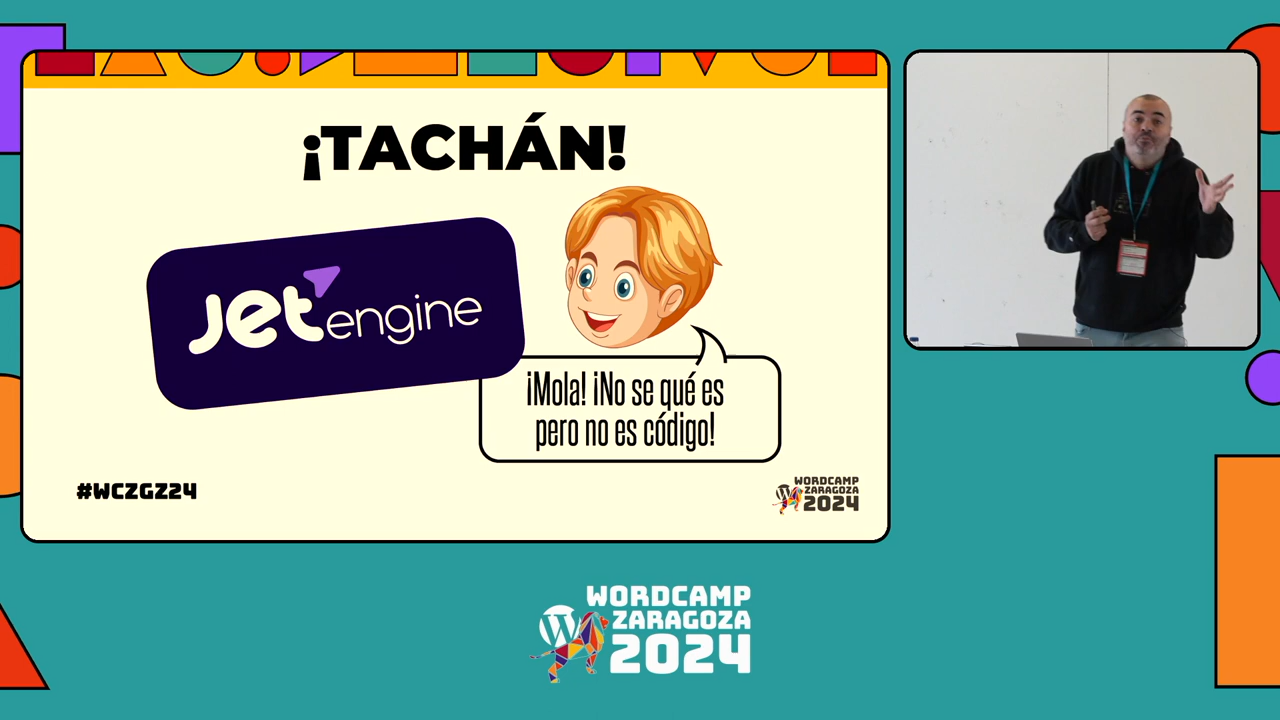 ¡TACHÁN!
Jet engine
¡Mola! ¡No se qué es
pero no es código!
#WCZGZ24
WORDCAMP
ZARAGOZA
2024
WORDCAMP
ZARAGOZA
2024